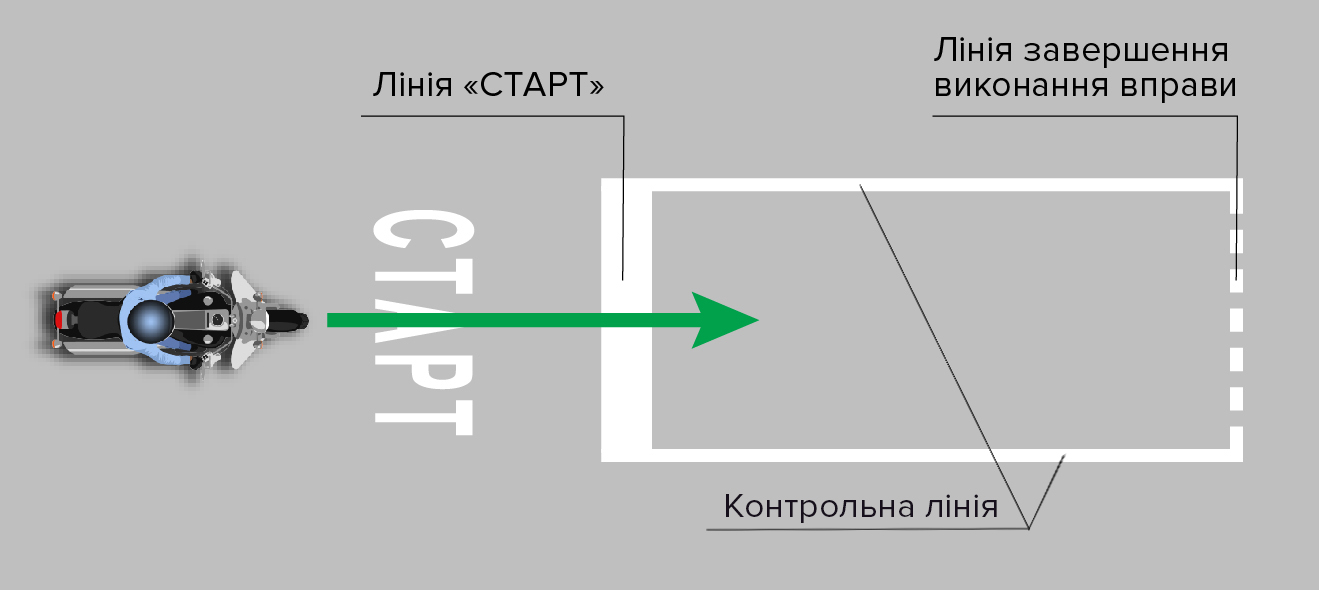 Лінія завершення
виконання вправи
Лінія «СТАРТ»
СТАРТ
Контрольна лінія